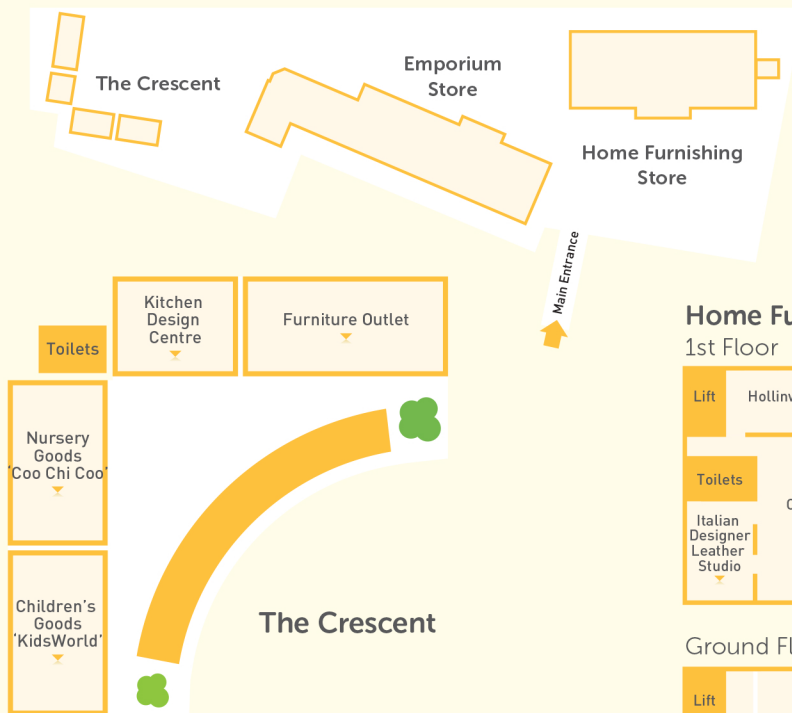 The Crescent
Emporium
Store
Home Furnishing
Store
Main Entrance
Kitchen
Design
Centre
Furniture Outlet
Toilets
Nursery
Goods
'Coo Chi Coo'
Children's
Goods
'KidsWorld'
The Crescent
Home Fu
1st Floor
Lift
Hollinw
Toilets
Italian
Designer
Leather
Studio
Ground Fl
Lift